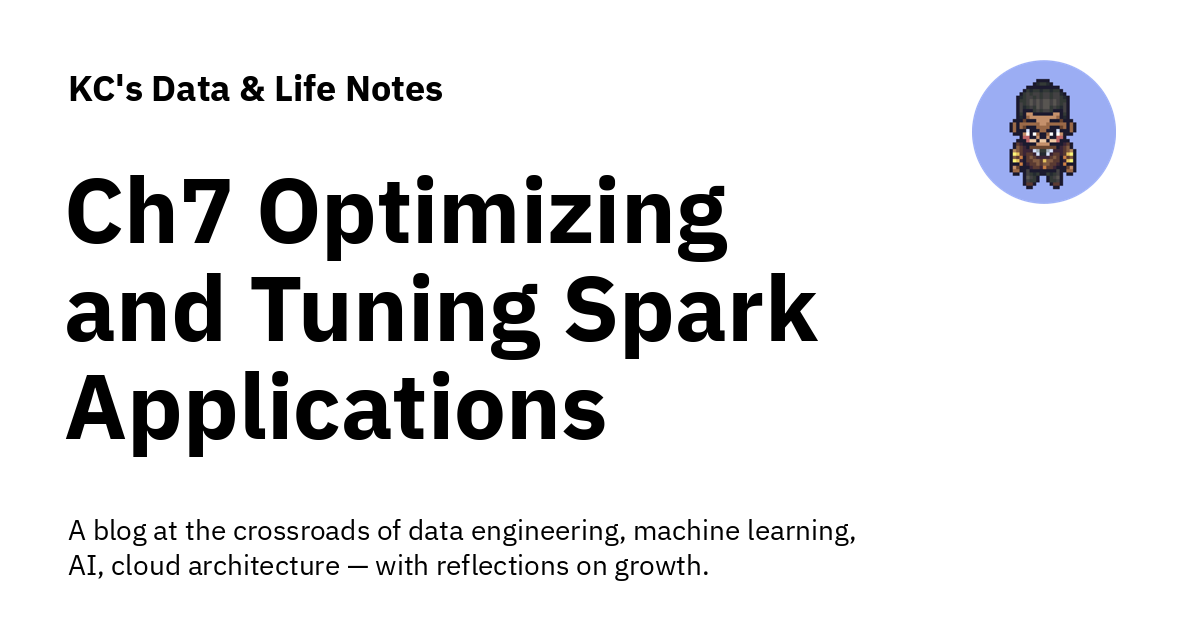 KC's Data & Life Notes
Ch7 Optimizing
and Tuning Spark
Applications
A blog at the crossroads of data engineering, machine learning,
AI, cloud architecture — with reflections on growth.